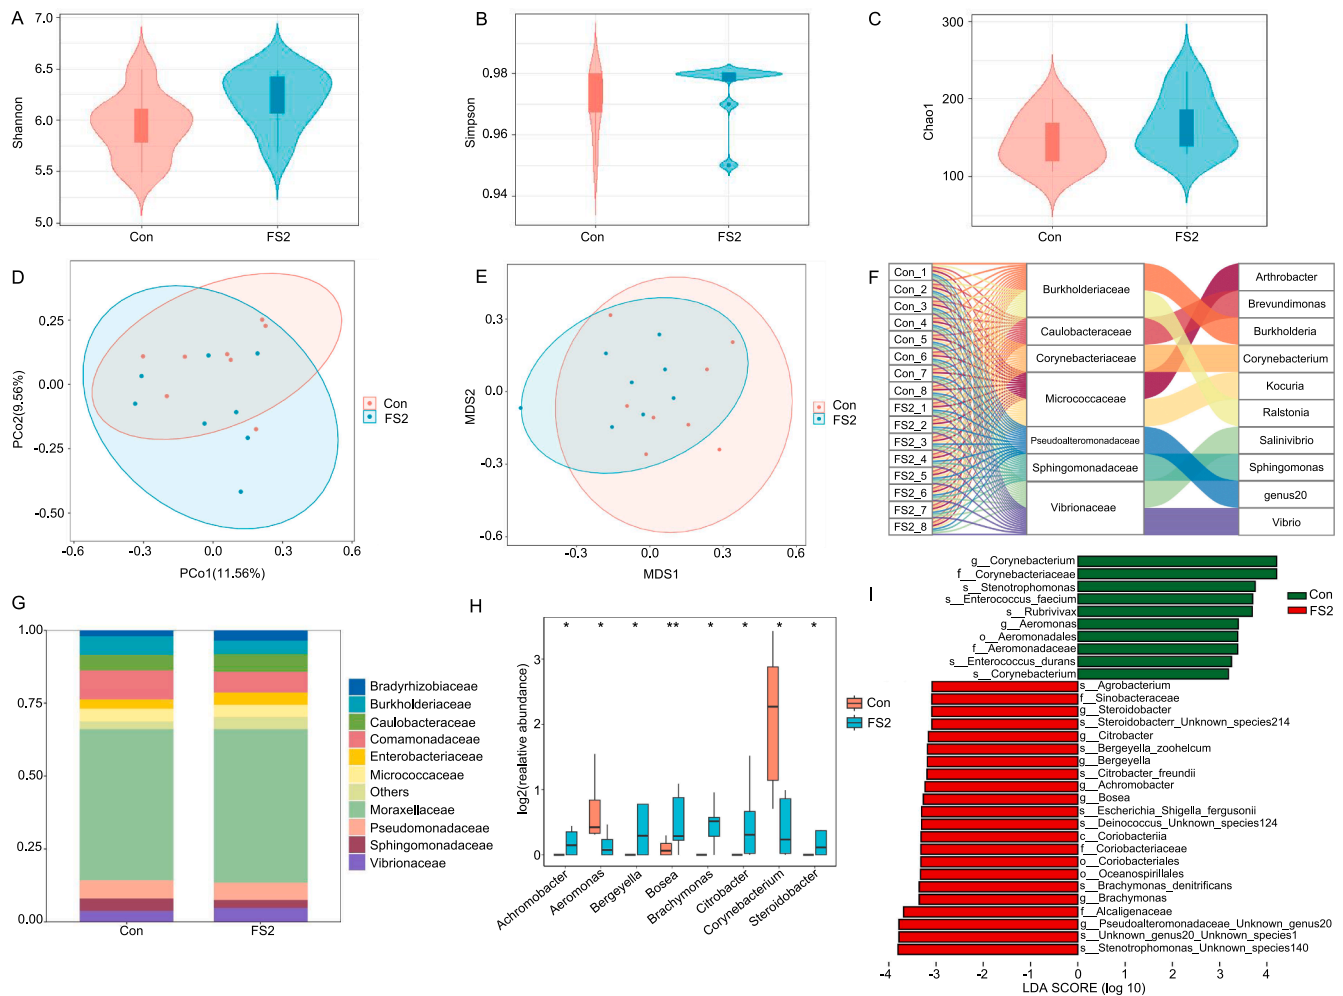 A
7.0
6.5
6.0
5.5
5.0
Shannon
Con
FS2
B
0.98
0.96
0.94
Simpson
Con
FS2
C
300
200
100
Chao1
Con
FS2
D
0.25
0.00
-0.25
-0.50
PCo2(9.56%)
-0.6
-0.3
0.0
0.3
0.6
PCo1(11.56%)
Con
FS2
E
0.3
0.0
-0.3
-0.6
MDS2
-0.6
-0.3
0.0
0.3
0.6
MDS1
Con
FS2
F
Con_1
Con_2
Con_3
Con_4
Con_5
Con_6
Con_7
Con_8
FS2_1
FS2_2
FS2_3
FS2_4
FS2_5
FS2_6
FS2_7
FS2_8
Burkholderiaceae
Caulobacteraceae
Corynebacteriaceae
Micrococcaceae
Pseudoalteromonadaceae
Sphingomonadaceae
Vibrionaceae
Arthrobacter
Brevundimonas
Burkholderia
Corynebacterium
Kocuria
Ralstonia
Salinivibrio
Sphingomonas
genus20
Vibrio
G
1.00
0.75
0.50
0.25
0.00
Con
FS2
Bradyrhizobiaceae
Burkholderiaceae
Caulobacteraceae
Comamonadaceae
Enterobacteriaceae
Micrococcaceae
Others
Moraxellaceae
Pseudomonadaceae
Sphingomonadaceae
Vibrionaceae
H
* * * ** * * * *
3
2
1
0
log2(realative abundance)
Achromobacter
Aeromonas
Bergeyella
Bosea
Brachymonas
Citrobacter
Corynebacterium
Steroidobacter
Con
FS2
I
g__Corynebacterium
f__Corynebacteriaceae
s__Stenotrophomonas
s__Enterococcus_faecium
s__Rubrivivax
g__Aeromonas
o__Aeromonadales
f__Aeromonadaceae
s__Enterococcus_durans
s__Corynebacterium
s__Agrobacterium
f__Sinobacteraceae
g__Steroidobacter
s__Steroidobacterr_Unknown_species214
g__Citrobacter
s__Bergeyella_zoohelcum
g__Bergeyella
s__Citrobacter_freundii
g__Achromobacter
g__Bosea
s__Escherichia_Shigella_fergusonii
s__Deinococcus_Unknown_species124
c__Coriobacteriia
f__Coriobacteriaceae
o__Coriobacteriales
o__Oceanospirillales
s__Brachymonas_denitrificans
g__Brachymonas
f__Alcaligenaceae
g__Pseudoalteromonadaceae_Unknown_genus20
s__Unknown_genus20_Unknown_species1
s__Stenotrophomonas_Unknown_species140
-4
-3
-2
-1
0
1
2
3
4
LDA SCORE (log 10)
Con
FS2